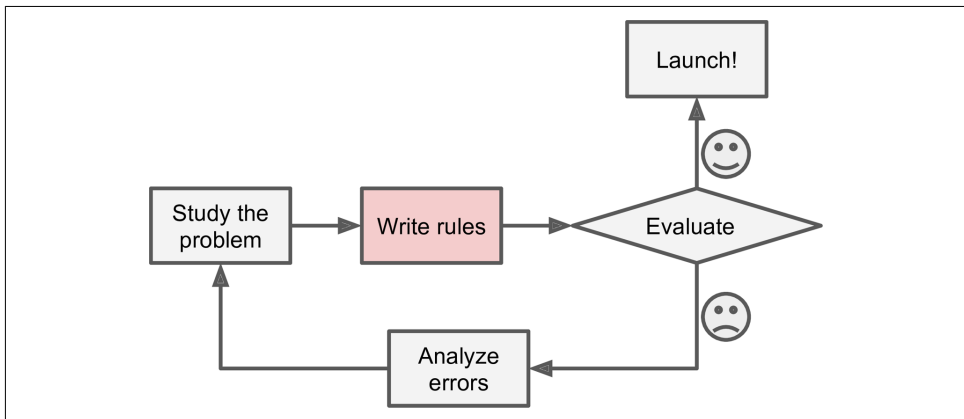 Launch!
Study the
problem
Write rules
Evaluate
Analyze
errors